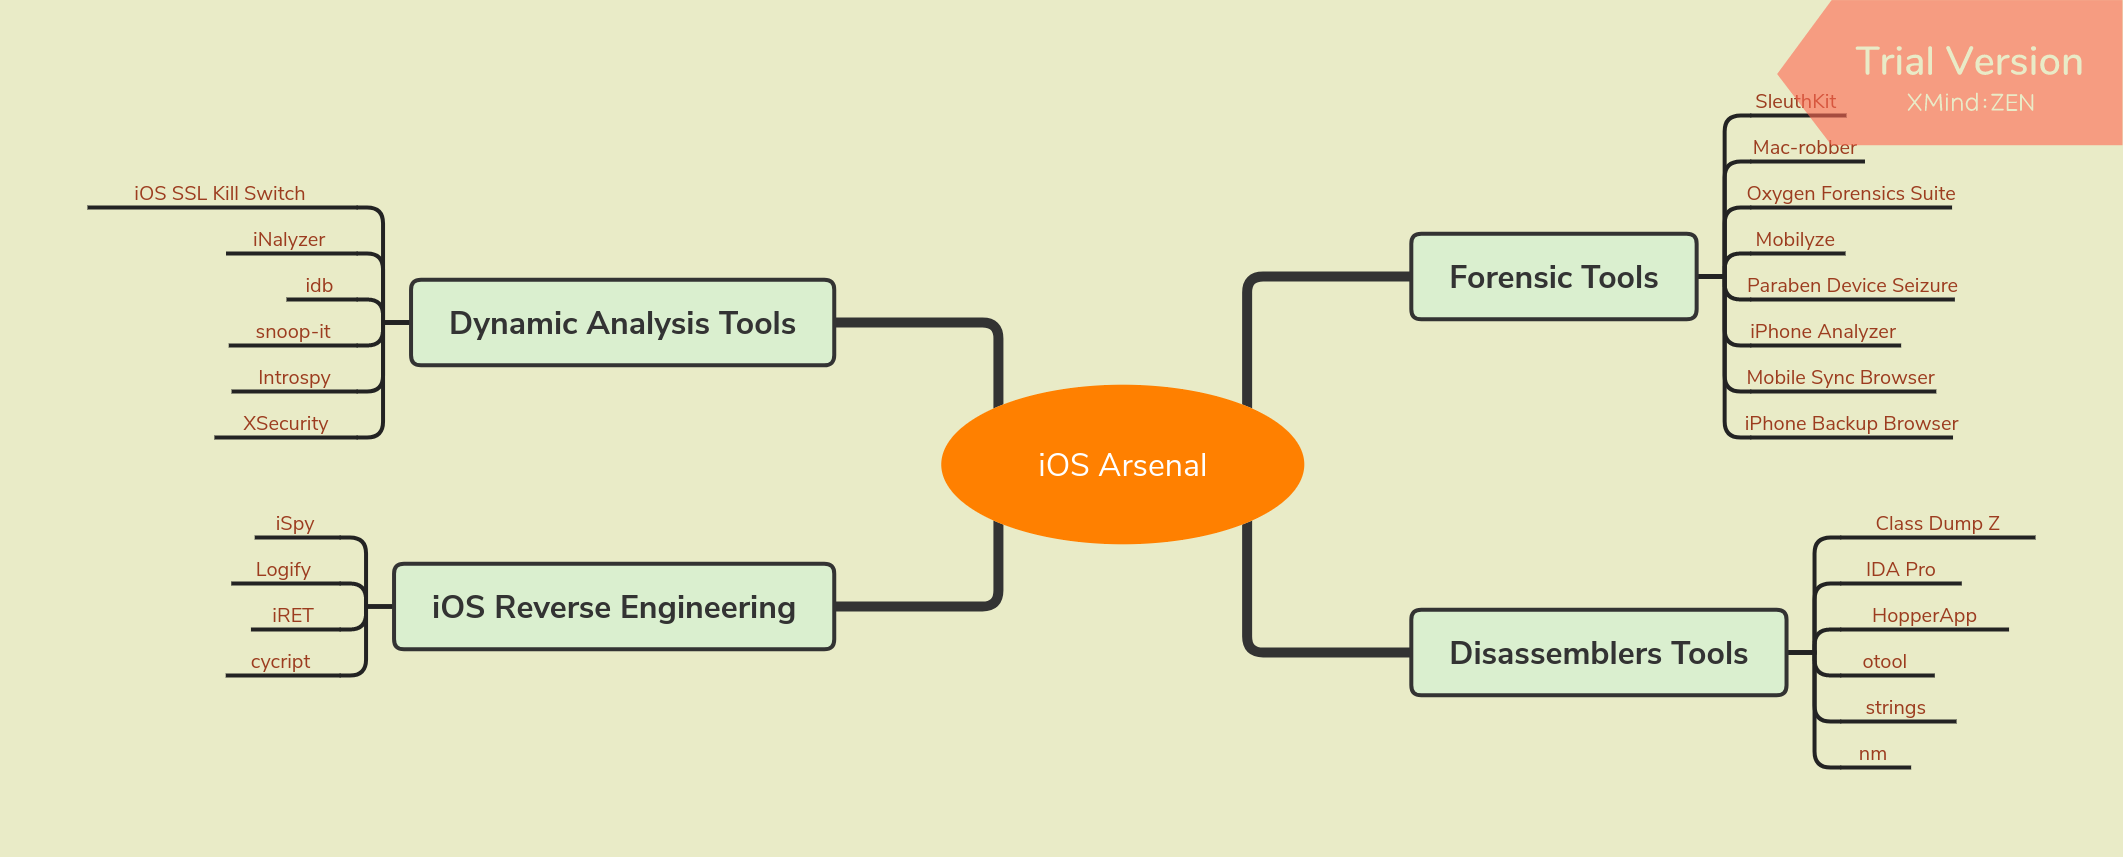 Trial Version
XMind:ZEN
iOS Arsenal
Forensic Tools
SleuthKit
Mac-robber
Oxygen Forensics Suite
Mobilyze
Paraben Device Seizure
iPhone Analyzer
Mobile Sync Browser
iPhone Backup Browser
Disassemblers Tools
Class Dump Z
IDA Pro
HopperApp
otool
strings
nm
Dynamic Analysis Tools
iOS SSL Kill Switch
iNalyzer
idb
snoop-it
Introspy
XSecurity
iOS Reverse Engineering
iSpy
Logify
iRET
cycript